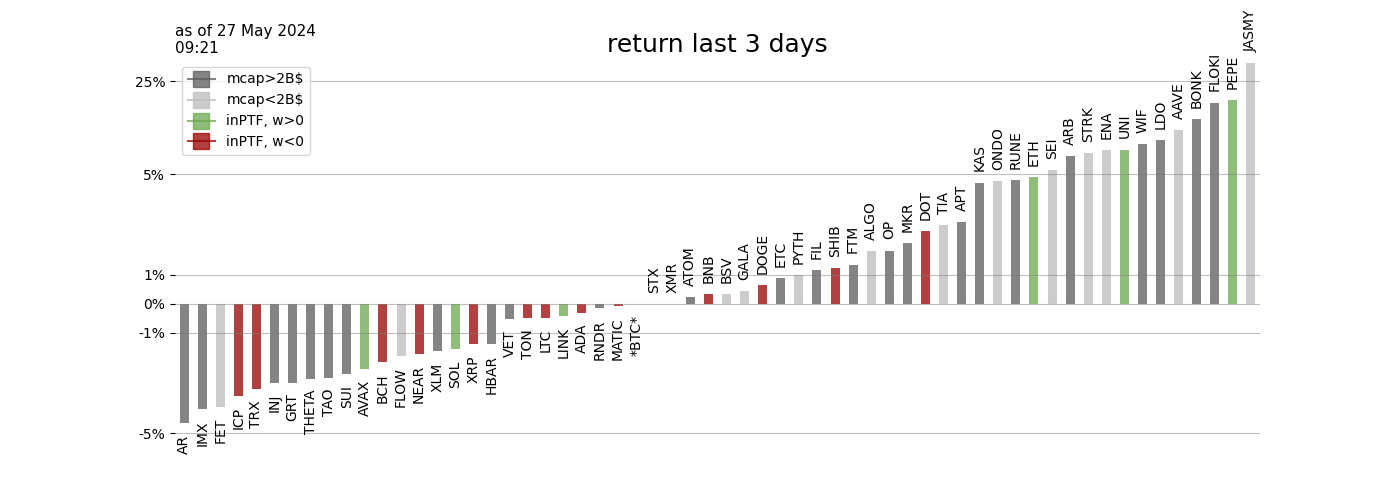 as of 27 May 2024
09:21
return last 3 days
mcap>2B$
mcap<2B$
inPTF, w>0
inPTF, w<0
25%
5%
1%
0%
-1%
-5%
AR
IMX
FET
ICP
TRX
INJ
GRT
THETA
TAO
SUI
AVAX
BCH
FLOW
NEAR
XLM
SOL
XRP
HBAR
VET
TON
LTC
LINK
ADA
RNDR
MATIC
*BTC*
STX
XMR
ATOM
BNB
BSV
GALA
DOGE
ETC
PYTH
FIL
SHIB
FTM
ALGO
OP
MKR
DOT
TIA
APT
KAS
ONDO
RUNE
ETH
SEI
ARB
STRK
ENA
UNI
WIF
LDO
AAVE
BONK
FLOKI
PEPE
JASMY